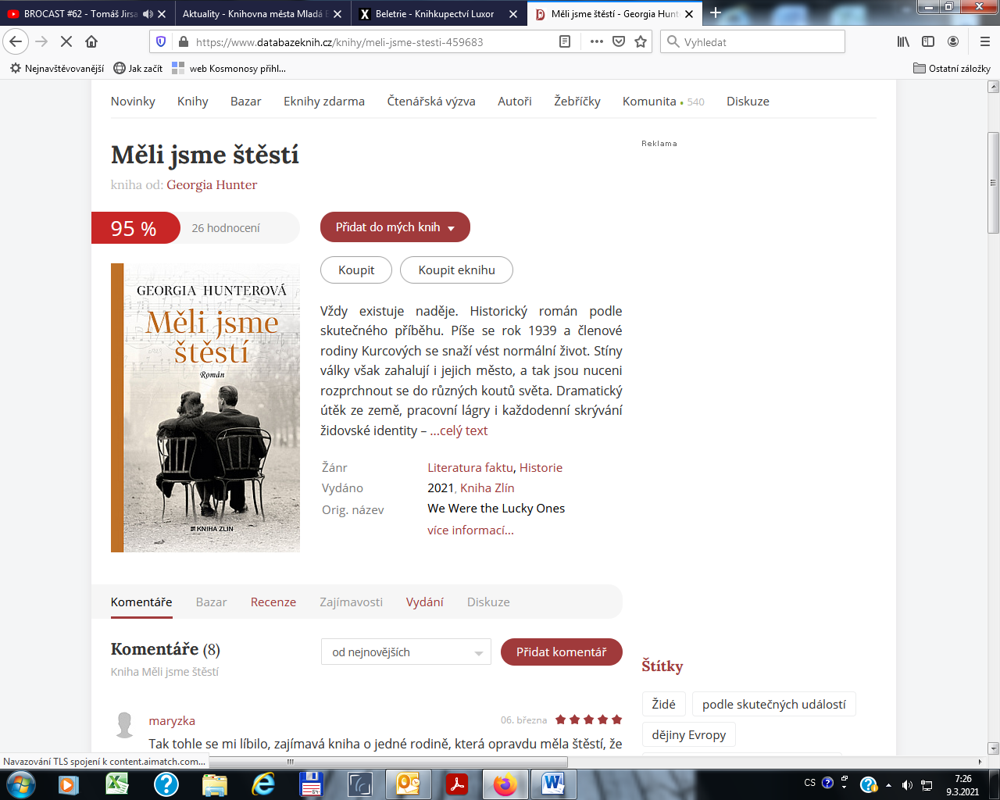 BROCAST #62 - Tomáš Jirsa
Aktuality - Knihovna města Mladá B
Beletrie - Knihkupectví Luxor
Měli jsme štěstí - Georgia Hunt
https://www.databazeknih.cz/knihy/meli-jsme-stesti-459683
Vyhledat
Nejnavštěvovanější
Jak začít
web Kosmonosy přihl...
Ostatní záložky
Novinky Knihy Bazar Eknihy zdarma Čtenářská výzva Autoři Žebříčky Komunita • 540 Diskuze
Reklama
Měli jsme štěstí
kniha od: Georgia Hunter
95 % 26 hodnocení
Přidat do mých knih
Koupit
Koupit eknihu
GEORGIA HUNTEROVÁ
Měli jsme
štěstí
Román
KNIHA ZLIN
Vždy existuje naděje. Historický román podle
skutečného příběhu. Píše se rok 1939 a členové
rodiny Kurcových se snaží vést normální život. Stíny
války však zahalují i jejich město, a tak jsou nuceni
rozprchnout se do různých koutů světa. Dramatický
útěk ze země, pracovní lágry i každodenní skrývání
židovské identity – ...celý text
Žánr Literatura faktu, Historie
Vydáno 2021, Kniha Zlín
Orig. název We Were the Lucky Ones
více informací...
Komentáře Bazar Recenze Zajímavosti Vydání Diskuze
Komentáře (8)
Kniha Měli jsme štěstí
od nejnovějších
Přidat komentář
maryzka
06. března
Tak tohle se mi líbilo, zajímavá kniha o jedné rodině, která opravdu měla štěstí, že
Štítky
Židé
podle skutečných událostí
dějiny Evropy
Navazování TLS spojení k content.aimatch.com...
CS
7:26
9.3.2021